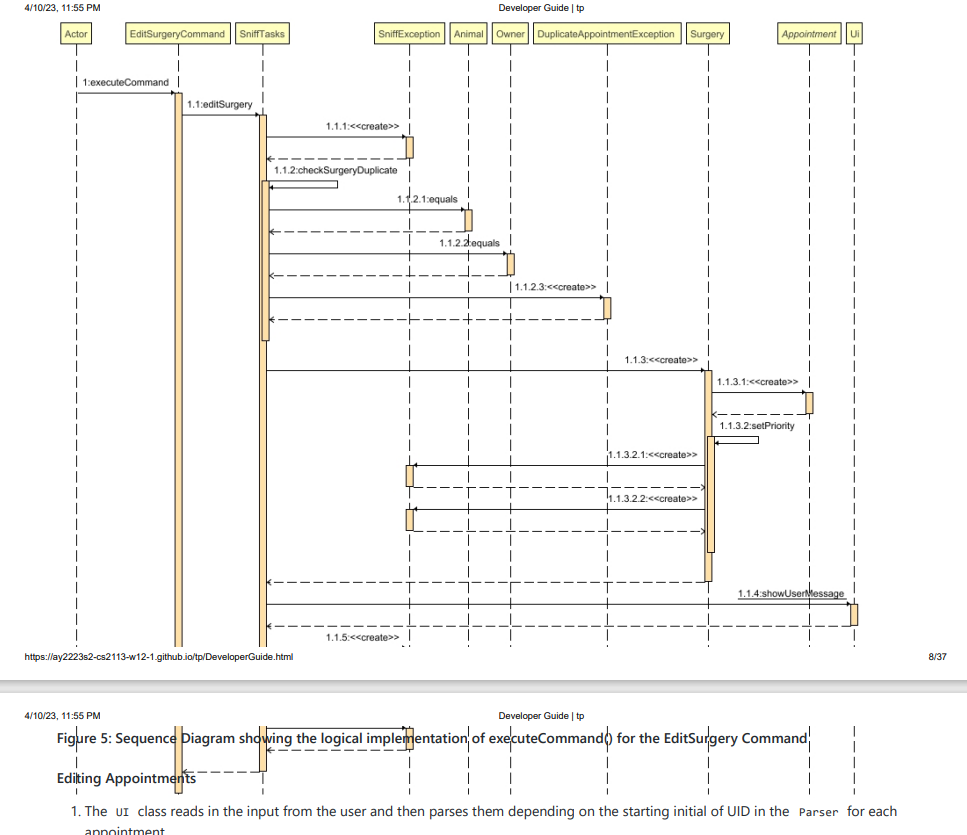 4/10/23, 11:55 PM Developer Guide | tp
Actor EditSurgeryCommand SniffTasks SniffException Animal Owner DuplicateAppointmentException Surgery Appointment Ui
1:executeCommand
1.1:editSurgery
1.1.1:<<create>>
1.1.2:checkSurgeryDuplicate
1.1.2.1:equals
1.1.2.2:equals
1.1.2.3:<<create>>
1.1.3:<<create>>
1.1.3.1:<<create>>
1.1.3.2:setPriority
1.1.3.2.1:<<create>>
1.1.3.2.2:<<create>>
1.1.4:showUserMessage
1.1.5:<<create>>
https://ay2223s2-cs2113-w12-1.github.io/tp/DeveloperGuide.html 8/37
4/10/23, 11:55 PM Developer Guide | tp
Figure 5: Sequence Diagram showing the logical implementation of executeCommand() for the EditSurgery Command
Editing Appointments
1. The UI class reads in the input from the user and then parses them depending on the starting initial of UID in the Parser for each
appointment